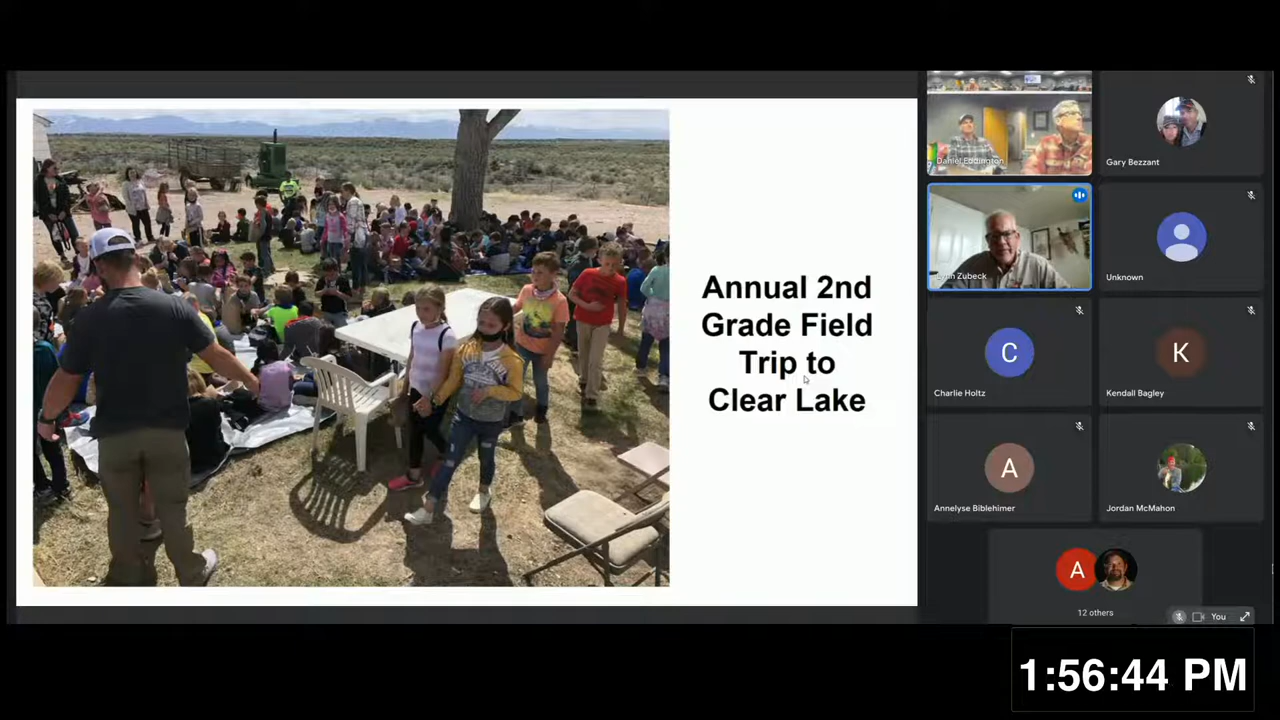 Annual 2nd
Grade Field
Trip to
Clear Lake
Daniel Eddington
Gary Bezzant
Lynn Zubeck
Unknown
C
Charlie Holtz
K
Kendall Bagley
A
Annelyse Biblehimer
Jordan McMahon
A
12 others
You
1:56:44 PM